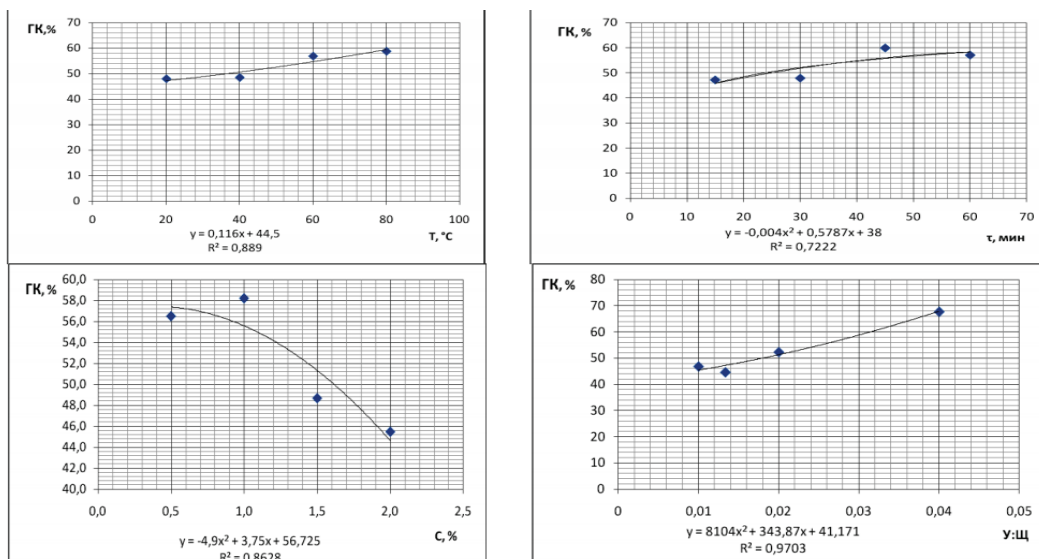 ГК,%
70
60
50
40
30
20
10
0
0 20 40 60 80 100
T, °C
y = 0,116x + 44,5
R² = 0,889
ГК, %
70
60
50
40
30
20
10
0
0 10 20 30 40 50 60 70
τ, мин
y = -0,004x² + 0,5787x + 38
R² = 0,7222
ГК, %
60,0
58,0
56,0
54,0
52,0
50,0
48,0
46,0
44,0
42,0
40,0
0,0 0,5 1,0 1,5 2,0 2,5
C, %
y = -4,9x² + 3,75x + 56,725
R² = 0,8628
ГК, %
80
70
60
50
40
30
20
10
0
0 0,01 0,02 0,03 0,04 0,05
У:Щ
y = 8104x² + 343,87x + 41,171
R² = 0,9703